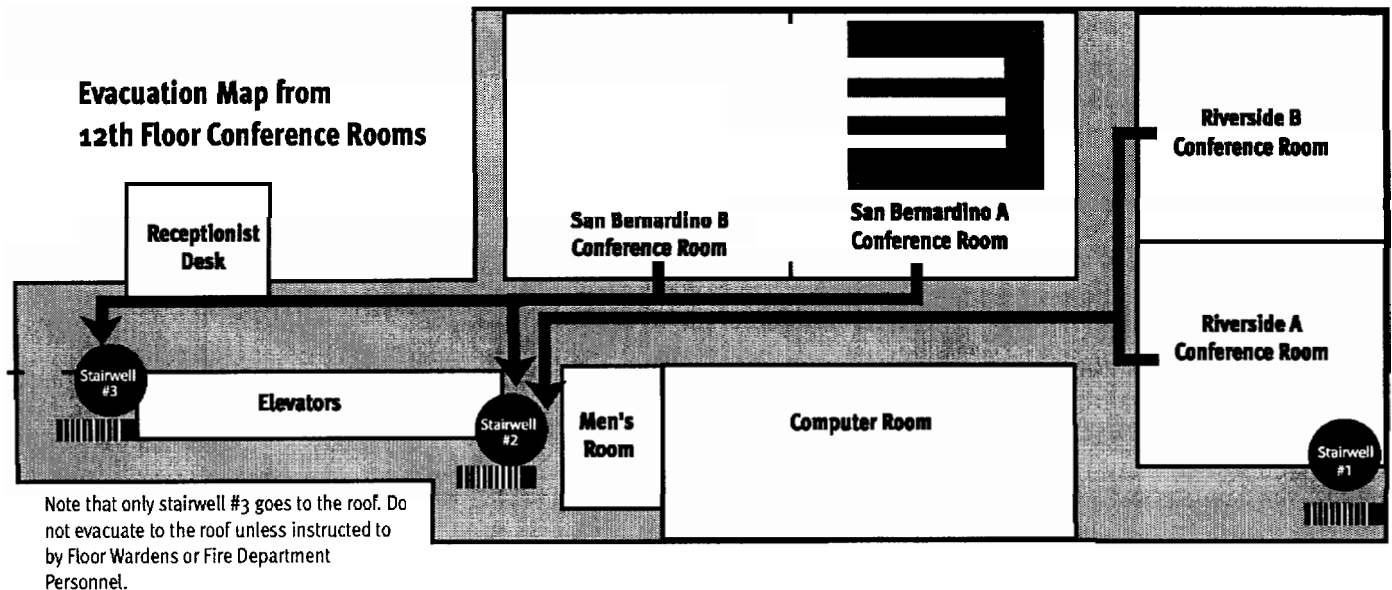 Evacuation Map from
12th Floor Conference Rooms
Receptionist
Desk
San Bernardino B
Conference Room
San Bernardino A
Conference Room
Riverside B
Conference Room
Riverside A
Conference Room
Stairwell
#3
Elevators
Stairwell
#2
Men's
Room
Computer Room
Stairwell
#1
Note that only stairwell #3 goes to the roof. Do
not evacuate to the roof unless instructed to
by Floor Wardens or Fire Department
Personnel.